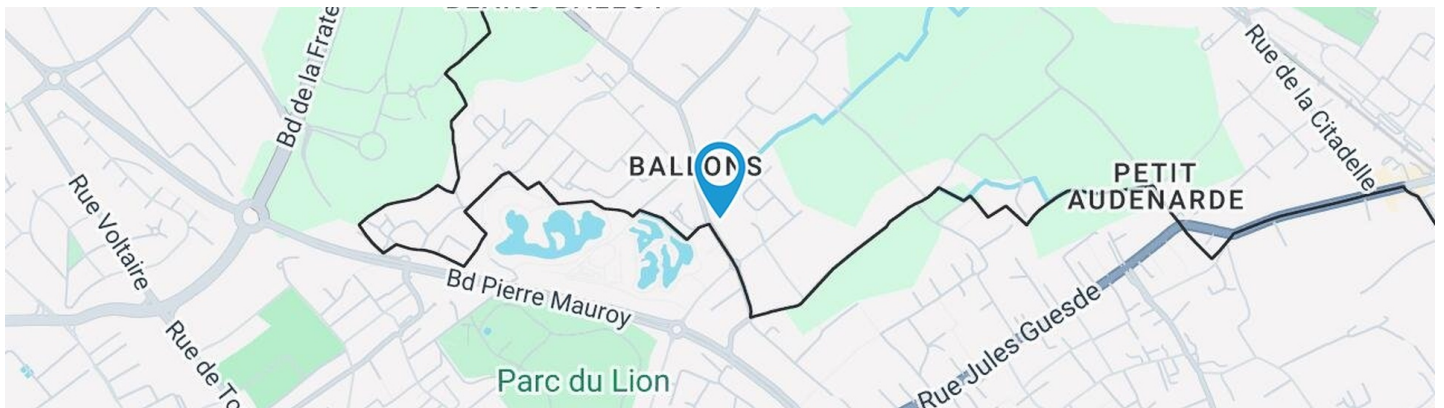 Bd de la Frate
Rue de la Citadelle
BALLONS
PETIT
AUDENARDE
Rue Voltaire
Bd Pierre Mauroy
Rue Jules Guesde
Rue de To
Parc du Lion